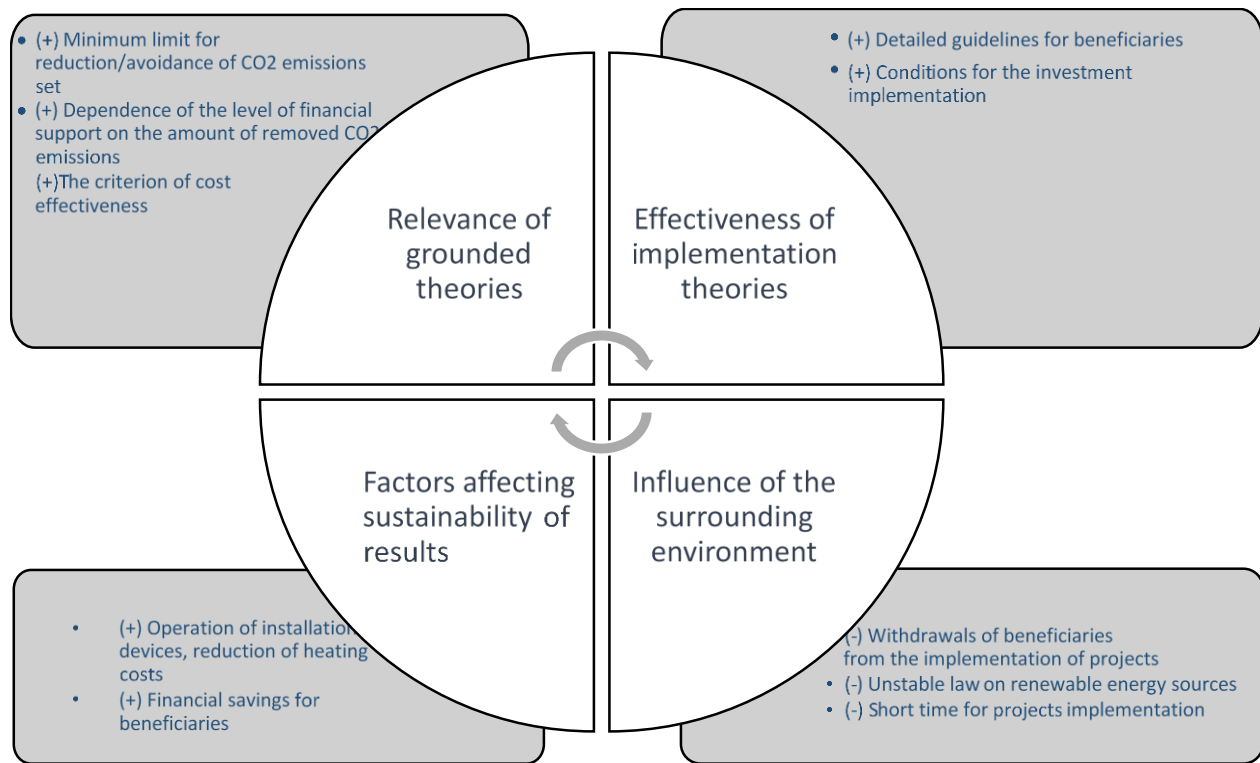 (+) Minimum limit for
reduction/avoidance of CO2 emissions
set
(+) Dependence of the level of financial
support on the amount of removed CO2
emissions
(+)The criterion of cost
effectiveness
(+) Detailed guidelines for beneficiaries
(+) Conditions for the investment
implementation
Relevance of
grounded
theories
Effectiveness of
implementation
theories
Factors affecting
sustainability of
results
Influence of the
surrounding
environment
(+) Operation of installation
devices, reduction of heating
costs
(+) Financial savings for
beneficiaries
(-) Withdrawals of beneficiaries
from the implementation of projects
(-) Unstable law on renewable energy sources
(-) Short time for projects implementation